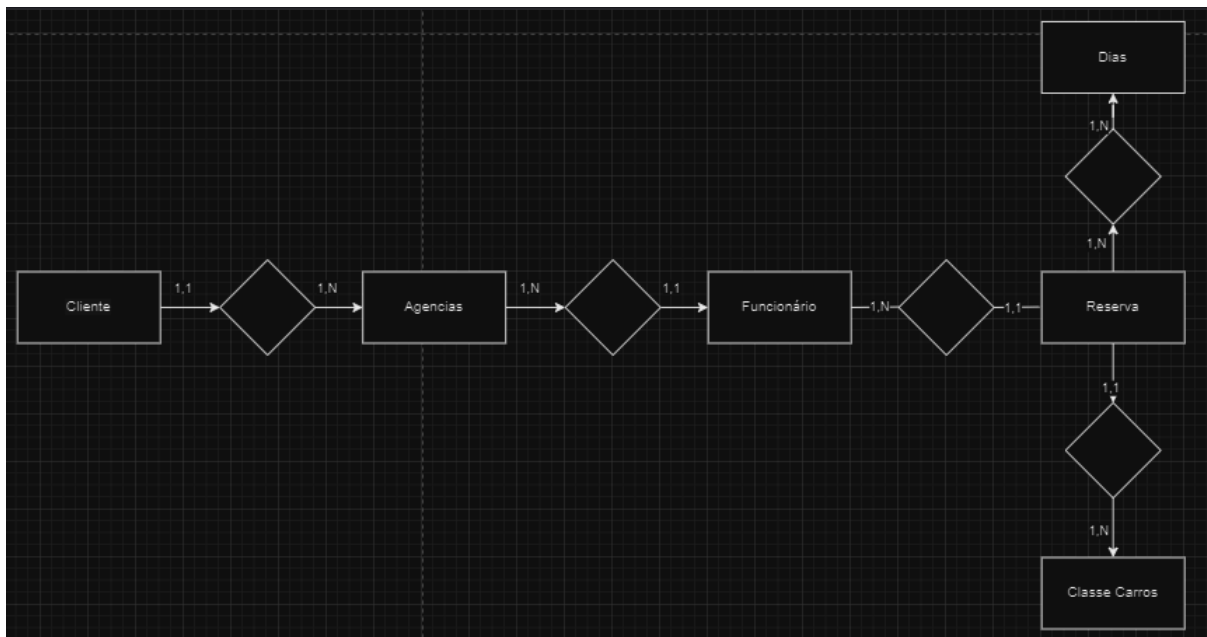 Dias
1,N
1,N
Cliente
1,1
1,N
Agencias
1,N
1,1
Funcionário
1,N
1,1
Reserva
1,1
1,N
Classe Carros